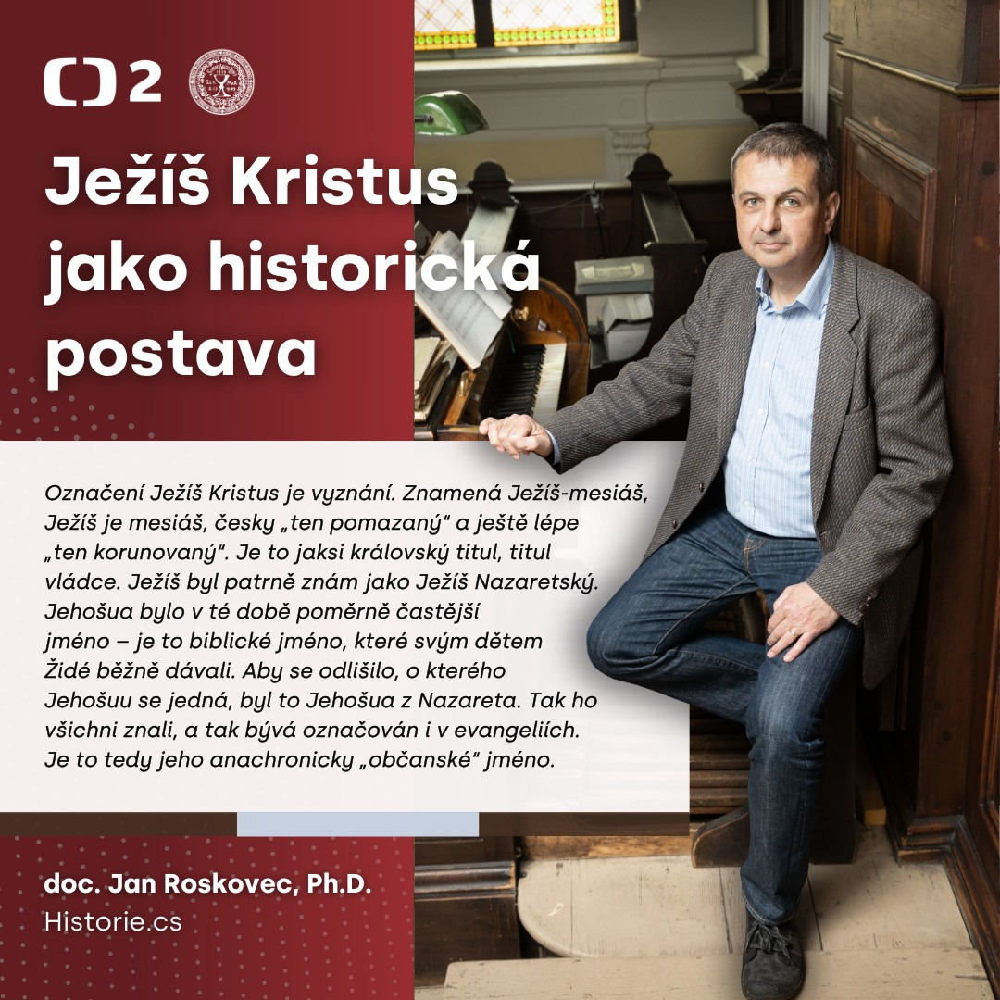 2
Ježíš Kristus
jako historická
postava
Označení Ježíš Kristus je vyznání. Znamená Ježíš-mesiáš,
Ježíš je mesiáš, česky „ten pomazaný“ a ještě lépe
„ten korunovaný“. Je to jaksi královský titul, titul
vládce. Ježíš byl patrně znám jako Ježíš Nazaretský.
Jehošua bylo v té době poměrně častější
jméno – je to biblické jméno, které svým dětem
Židé běžně dávali. Aby se odlišilo, o kterého
Jehošuu se jedná, byl to Jehošua z Nazareta. Tak ho
všichni znali, a tak bývá označován i v evangeliích.
Je to tedy jeho anachronicky „občanské“ jméno.
doc. Jan Roskovec, Ph.D.
Historie.cs